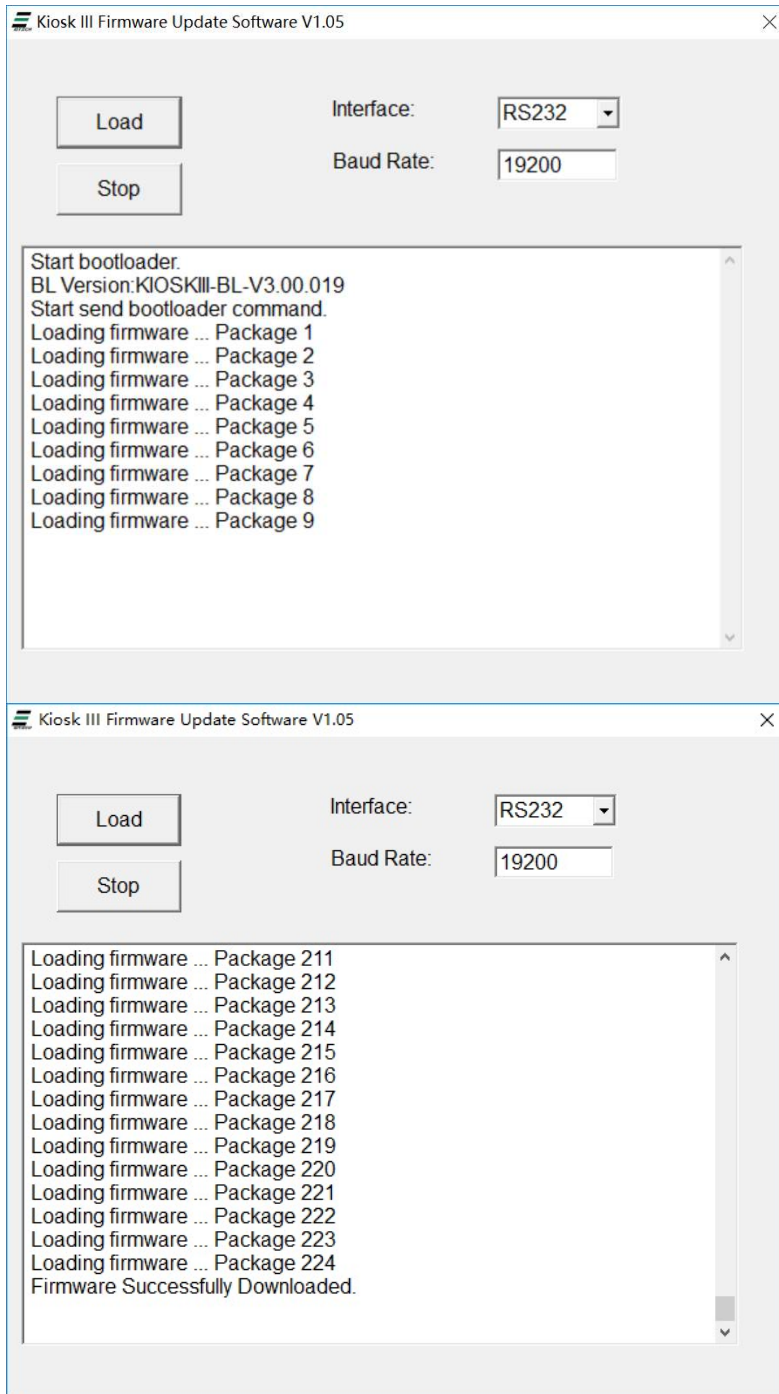 Kiosk III Firmware Update Software V1.05
Load
Interface:
RS232
Baud Rate:
19200
Stop
Start bootloader.
BL Version:KIOSKIII-BL-V3.00.019
Start send bootloader command.
Loading firmware ... Package 1
Loading firmware ... Package 2
Loading firmware ... Package 3
Loading firmware ... Package 4
Loading firmware ... Package 5
Loading firmware ... Package 6
Loading firmware ... Package 7
Loading firmware ... Package 8
Loading firmware ... Package 9
Kiosk III Firmware Update Software V1.05
Load
Interface:
RS232
Baud Rate:
19200
Stop
Loading firmware ... Package 211
Loading firmware ... Package 212
Loading firmware ... Package 213
Loading firmware ... Package 214
Loading firmware ... Package 215
Loading firmware ... Package 216
Loading firmware ... Package 217
Loading firmware ... Package 218
Loading firmware ... Package 219
Loading firmware ... Package 220
Loading firmware ... Package 221
Loading firmware ... Package 222
Loading firmware ... Package 223
Loading firmware ... Package 224
Firmware Successfully Downloaded.